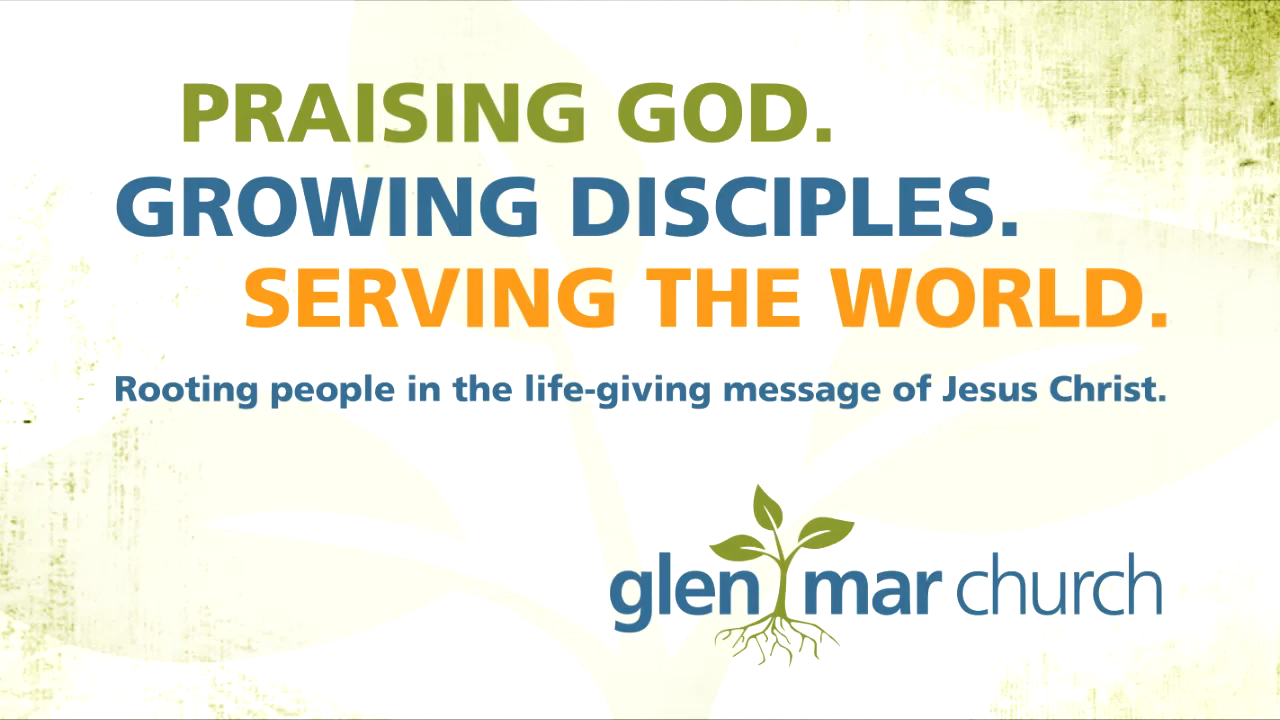 PRAISING GOD.
GROWING DISCIPLES.
SERVING THE WORLD.
Rooting people in the life-giving message of Jesus Christ.
glen mar church